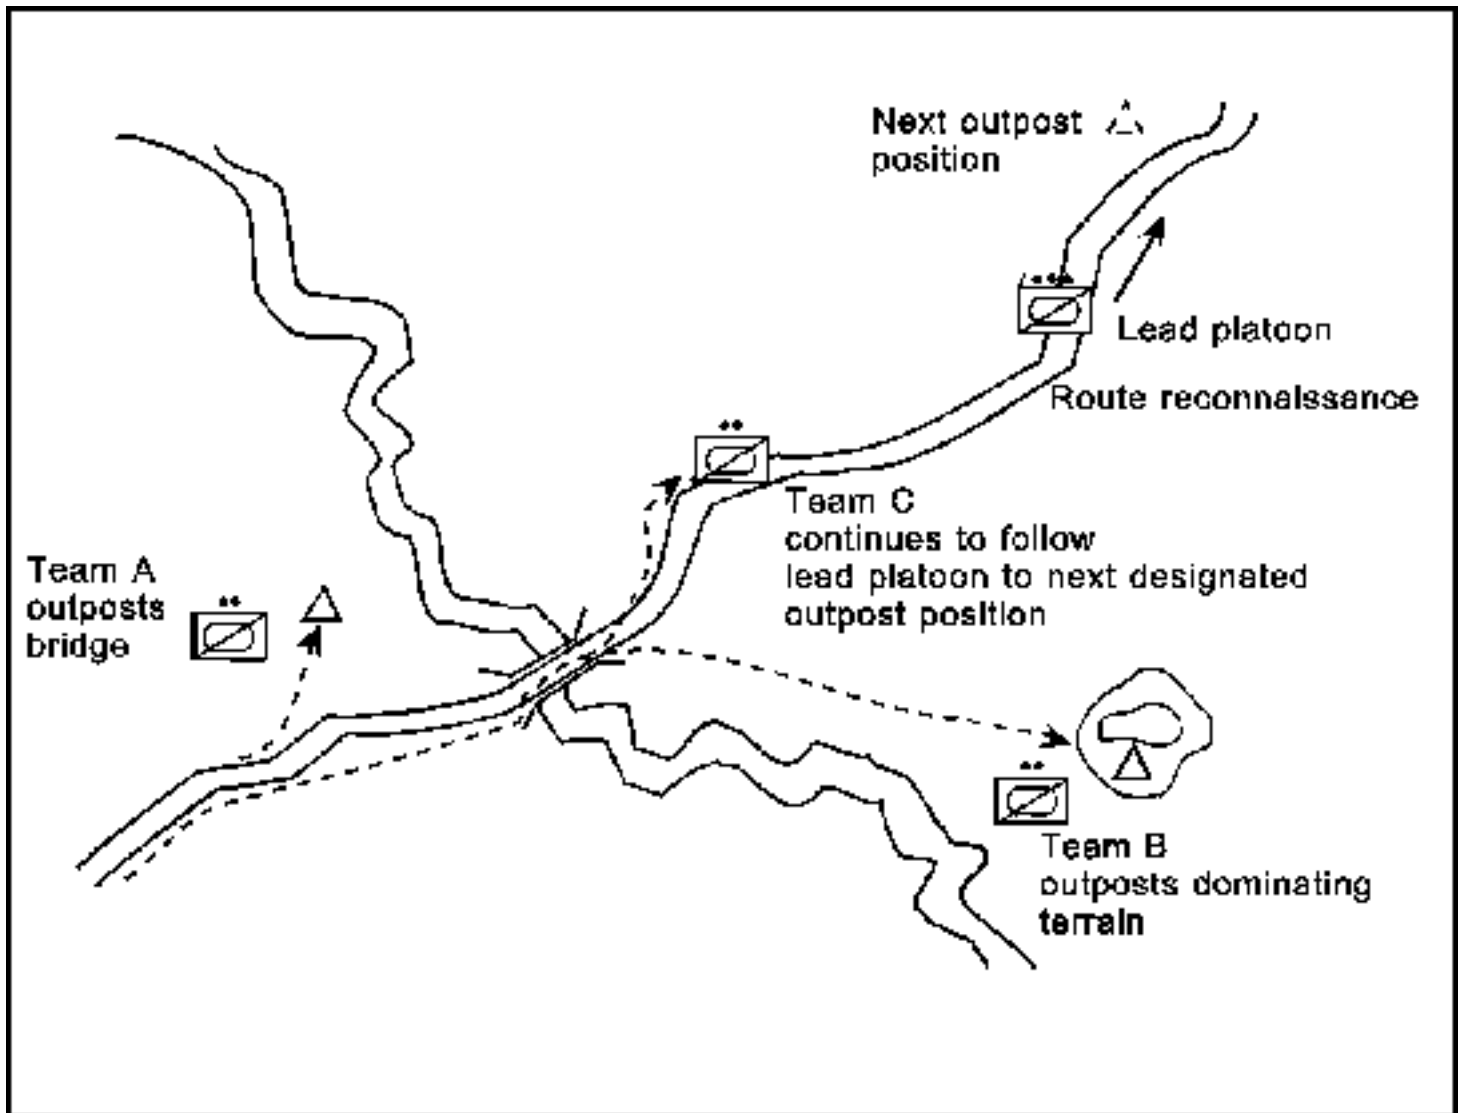 Next outpost
position
Lead platoon
Route reconnaissance
Team C
continues to follow
lead platoon to next designated
outpost position
Team A
outposts
bridge
Team B
outposts dominating
terrain